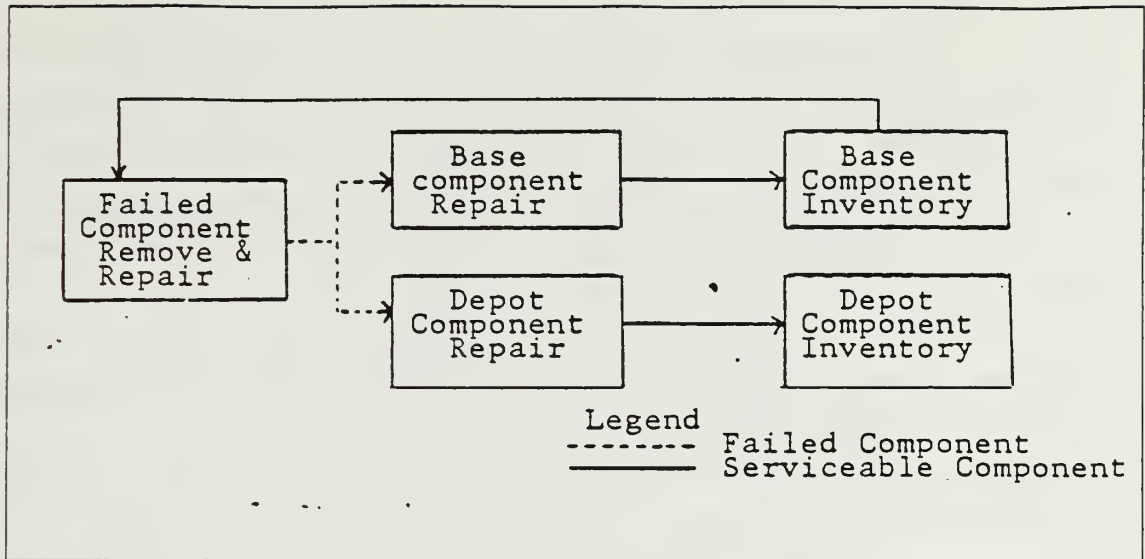 Base
component
Repair
Base
Component
Inventory
Failed
Component
Remove &
Repair
Depot
Component
Repair
Depot
Component
Inventory
Legend
Failed Component
Serviceable Component